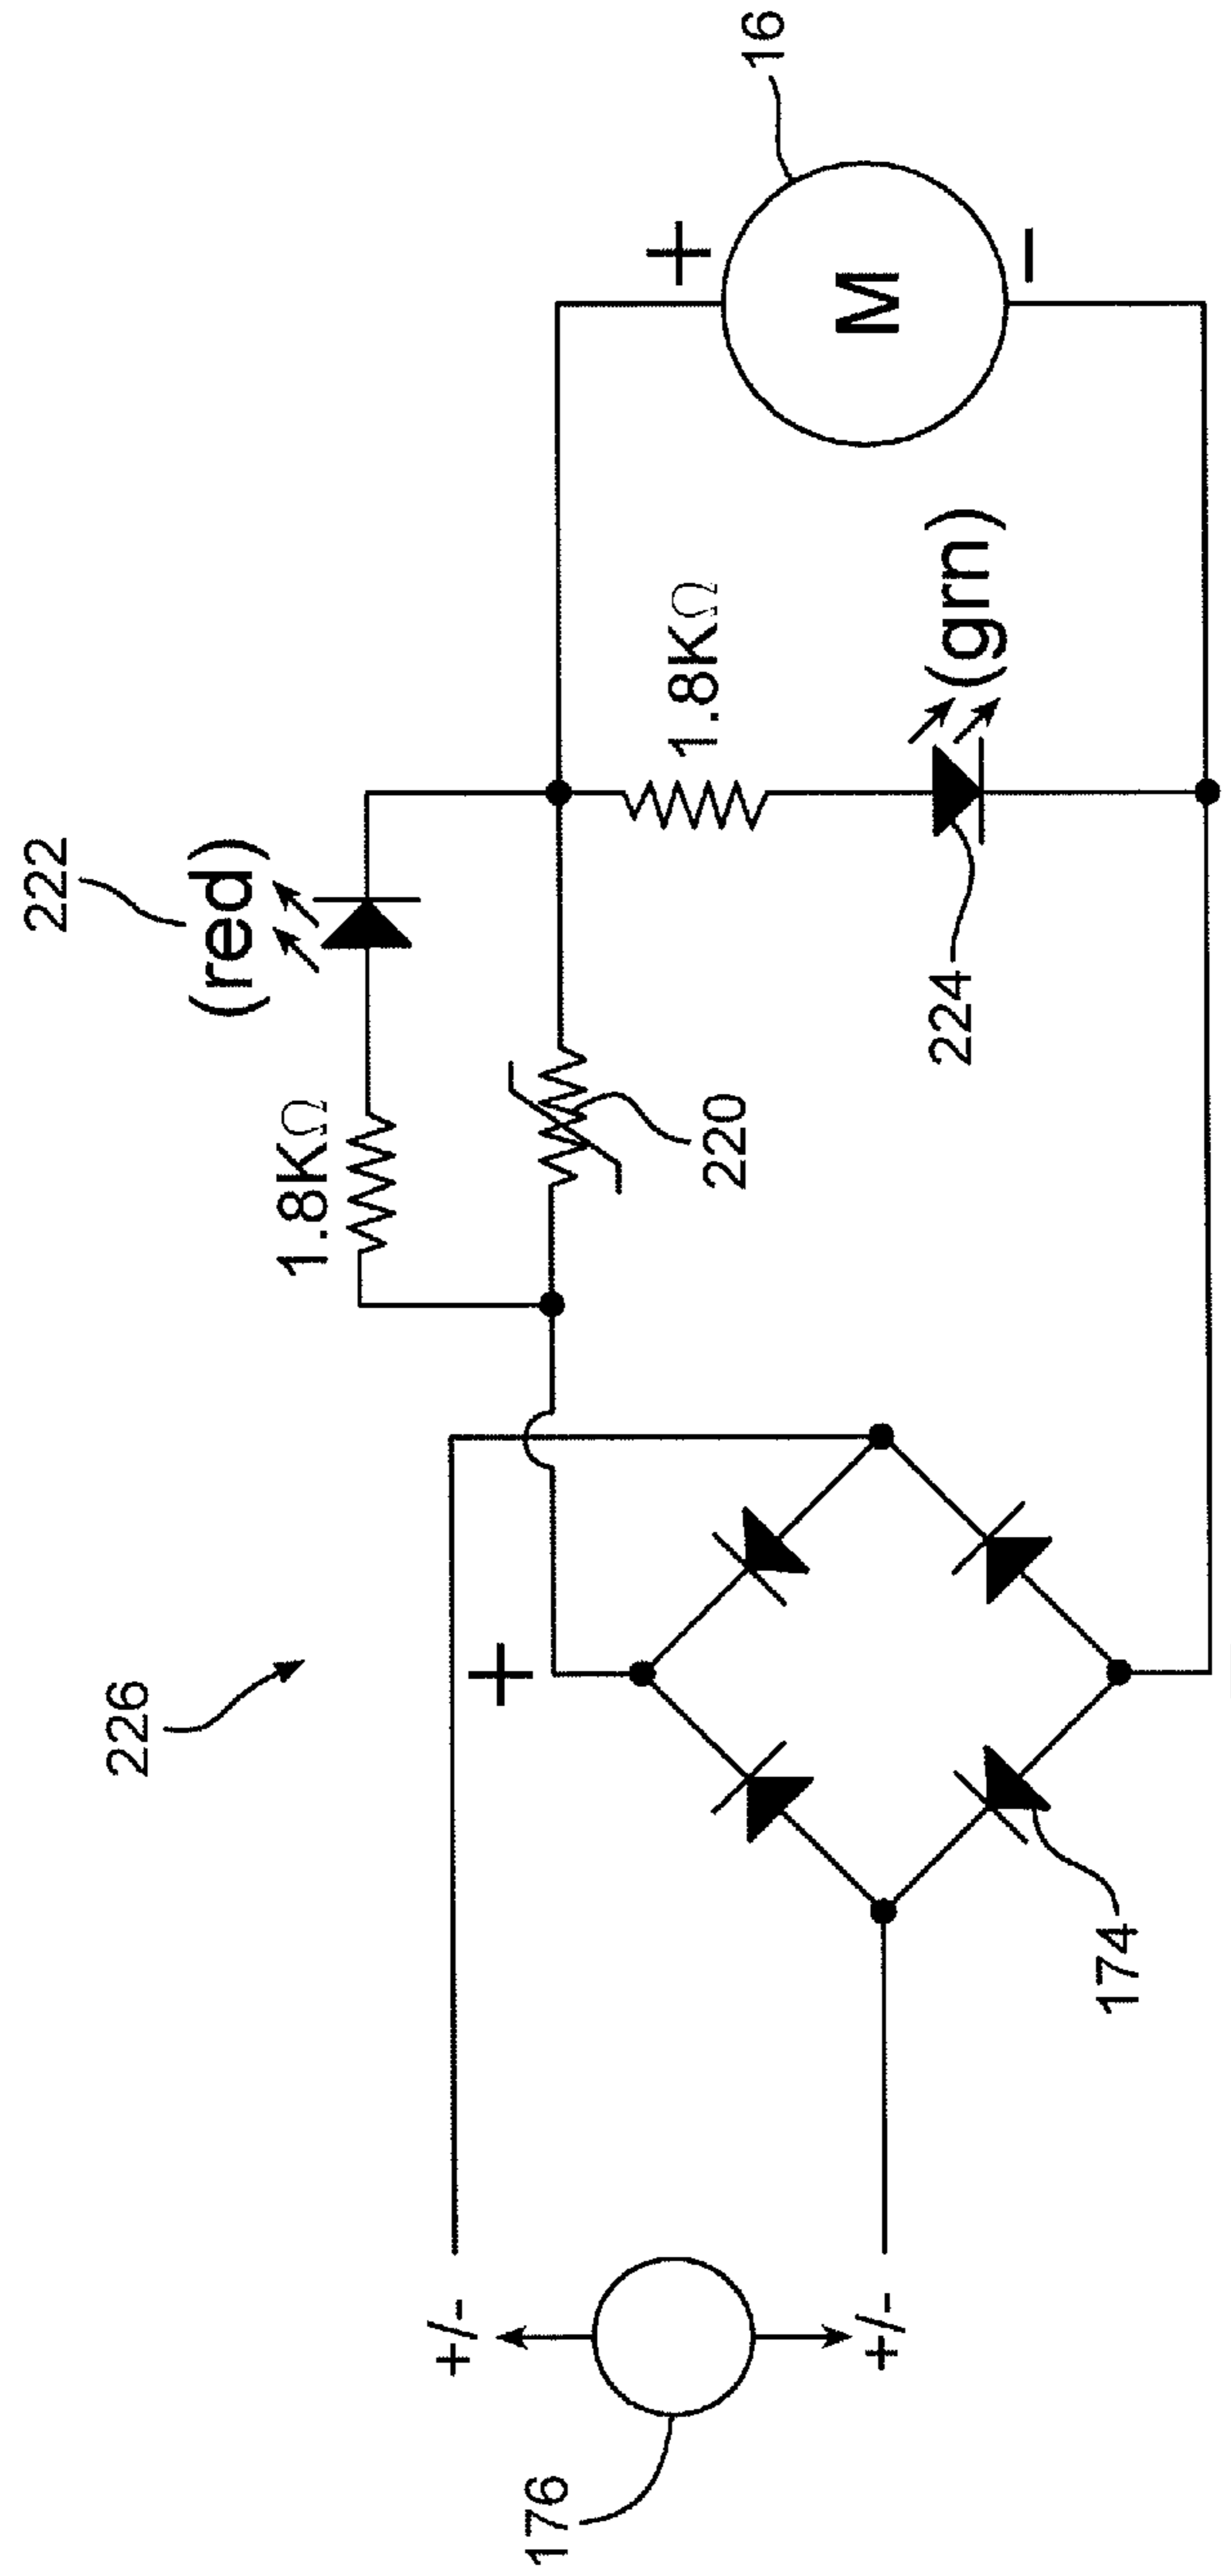 222
(red)
1.8KΩ
226
+
220
1.8KΩ
224
(grn)
+
M
−
16
176
+/-
+/-
174